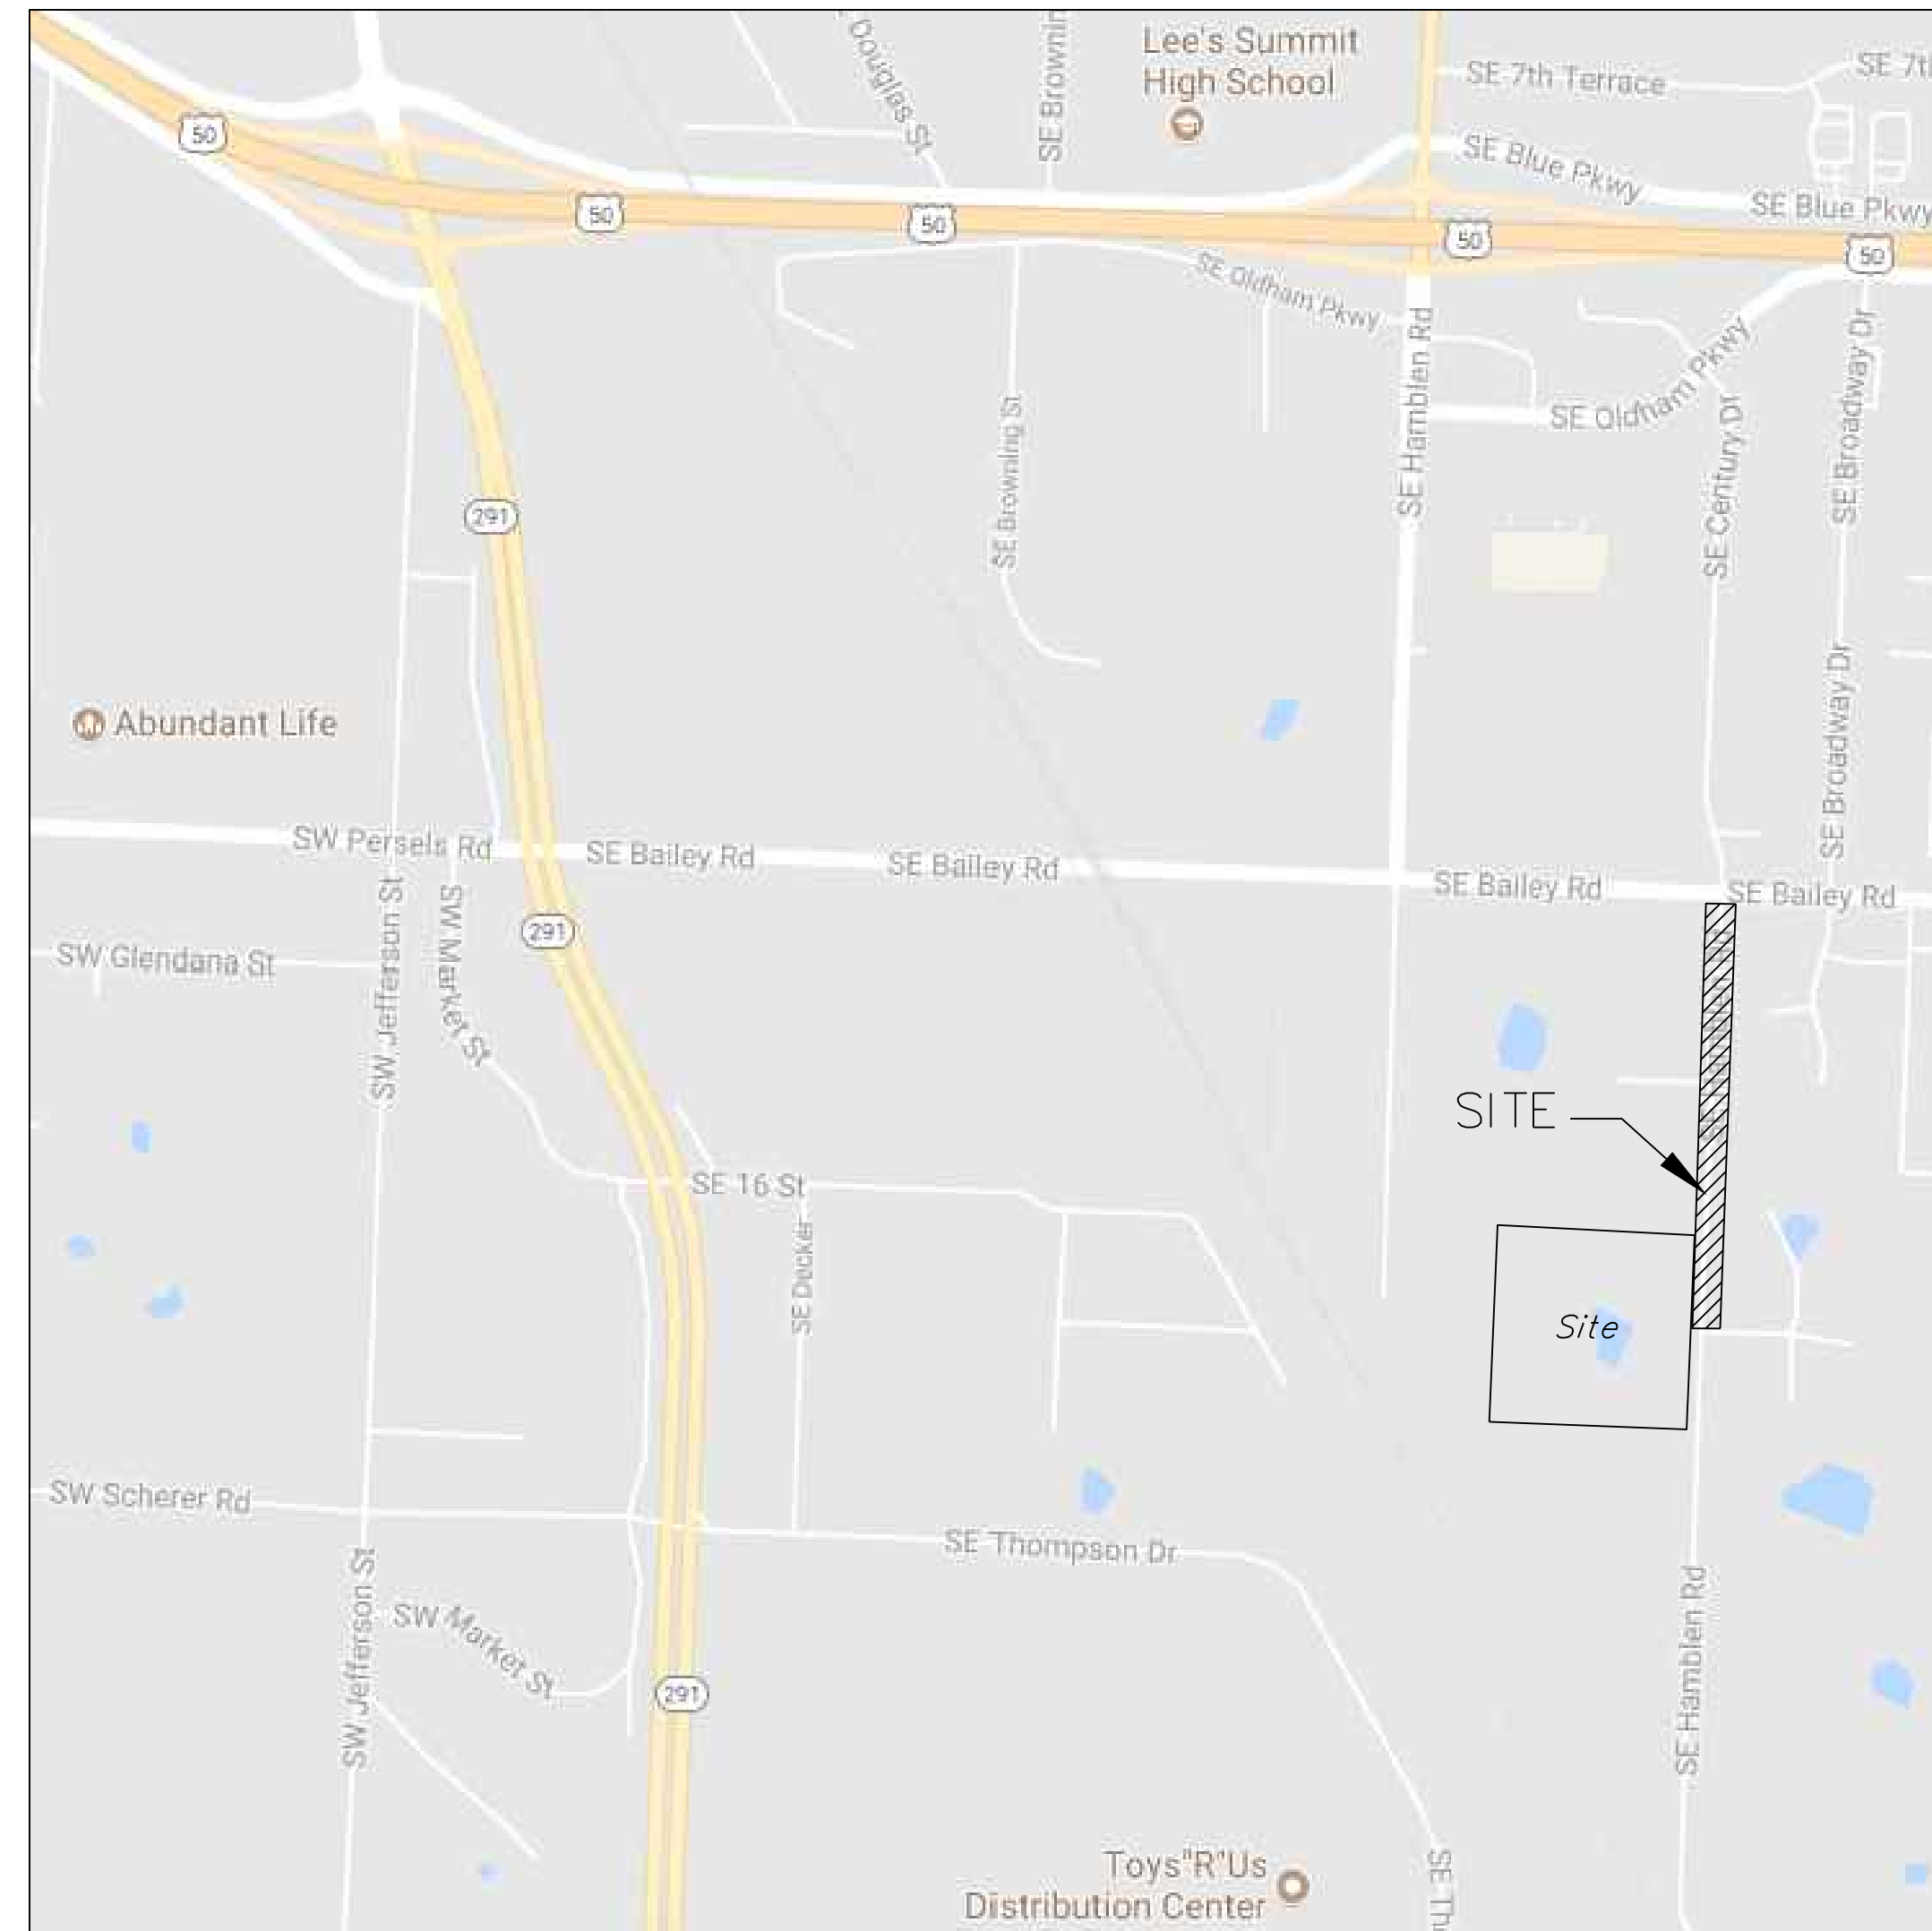 Lee's Summit
High School
SE 7th Terrace
Douglas St
SE Blue Pkwy
SE Blue Pkwy
50
50
50
50
50
SE Oldham Pkwy
SE Hamblen Rd
SE Oldham Pkwy
SE Century Dr
SE Broadway Dr
SE Browning St
291
Abundant Life
SE Broadway Dr
SW Persels Rd
SE Bailey Rd
SE Bailey Rd
SE Bailey Rd
SE Bailey Rd
SW Jefferson St
SW Market St
291
SW Glendana St
SITE
SE 16 St
SE Decker
Site
SW Scherer Rd
SE Thompson Dr
SW Jefferson St
SW Market St
SE Hamblen Rd
291
Toys"R"Us
Distribution Center